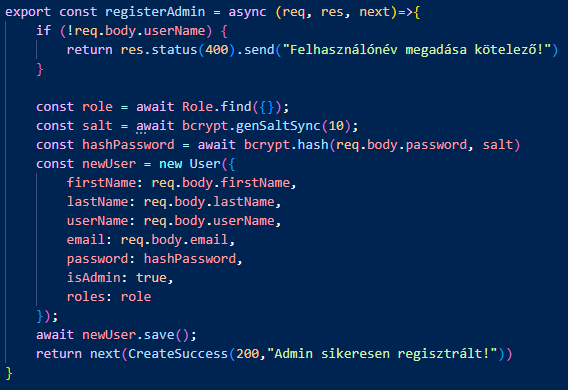 export const registerAdmin = async (req, res, next)=>{
    if (!req.body.userName) {
        return res.status(400).send("Felhasználónév megadása kötelező!")
    }

    const role = await Role.find({});
    const salt = await bcrypt.genSaltSync(10);
    const hashPassword = await bcrypt.hash(req.body.password, salt)
    const newUser = new User({
        firstName: req.body.firstName,
        lastName: req.body.lastName,
        userName: req.body.userName,
        email: req.body.email,
        password: hashPassword,
        isAdmin: true,
        roles: role
    });
    await newUser.save();
    return next(CreateSuccess(200,"Admin sikeresen regisztrált!"))
}